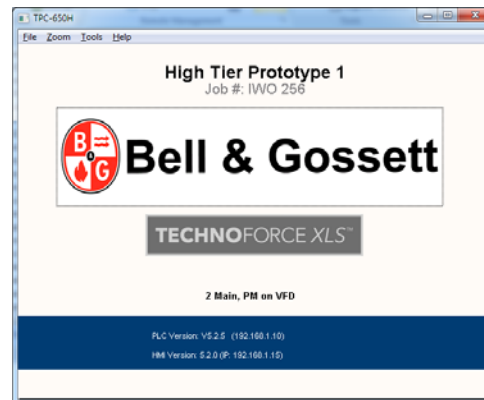 TPC-650H
File Zoom Tools Help
High Tier Prototype 1
Job #: IWO 256
B
G
Bell & Gossett
TECHNOFORCE XLS™
2 Main, PM on VFD
PLC Version: V5.2.5 (192.168.1.10)
HMI Version: 5.2.0 (IP: 192.168.1.15)